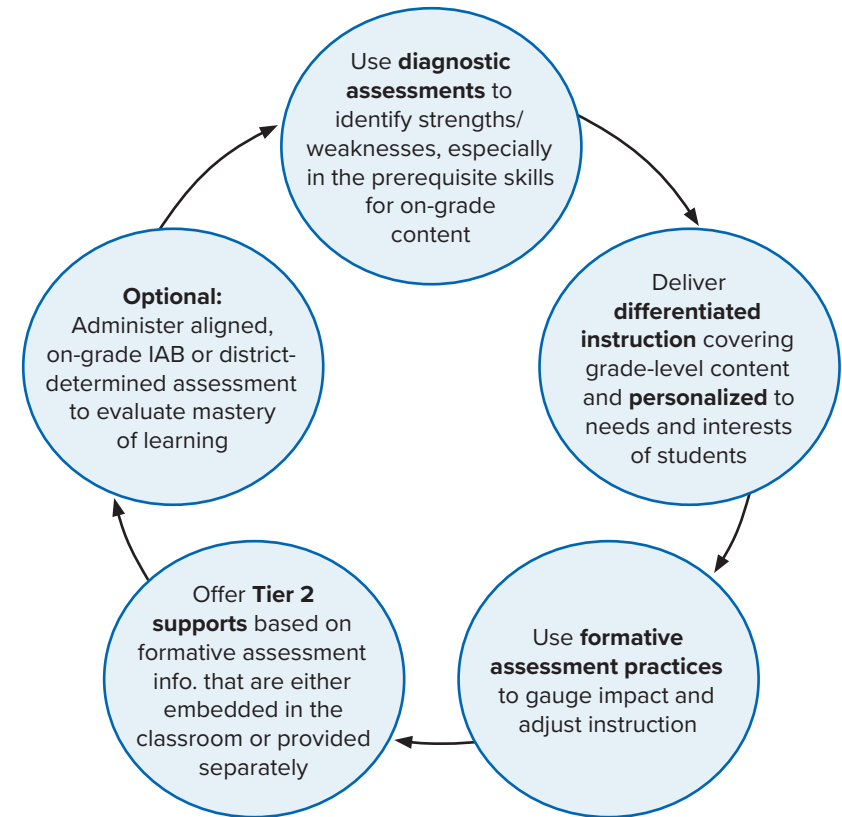 Use diagnostic
assessments to
identify strengths/
weaknesses, especially
in the prerequisite skills
for on-grade
content
Deliver
differentiated
instruction covering
grade-level content
and personalized to
needs and interests
of students
Use formative
assessment practices
to gauge impact and
adjust instruction
Offer Tier 2
supports based on
formative assessment
info. that are either
embedded in the
classroom or provided
separately
Optional:
Administer aligned,
on-grade IAB or district-
determined assessment
to evaluate mastery
of learning